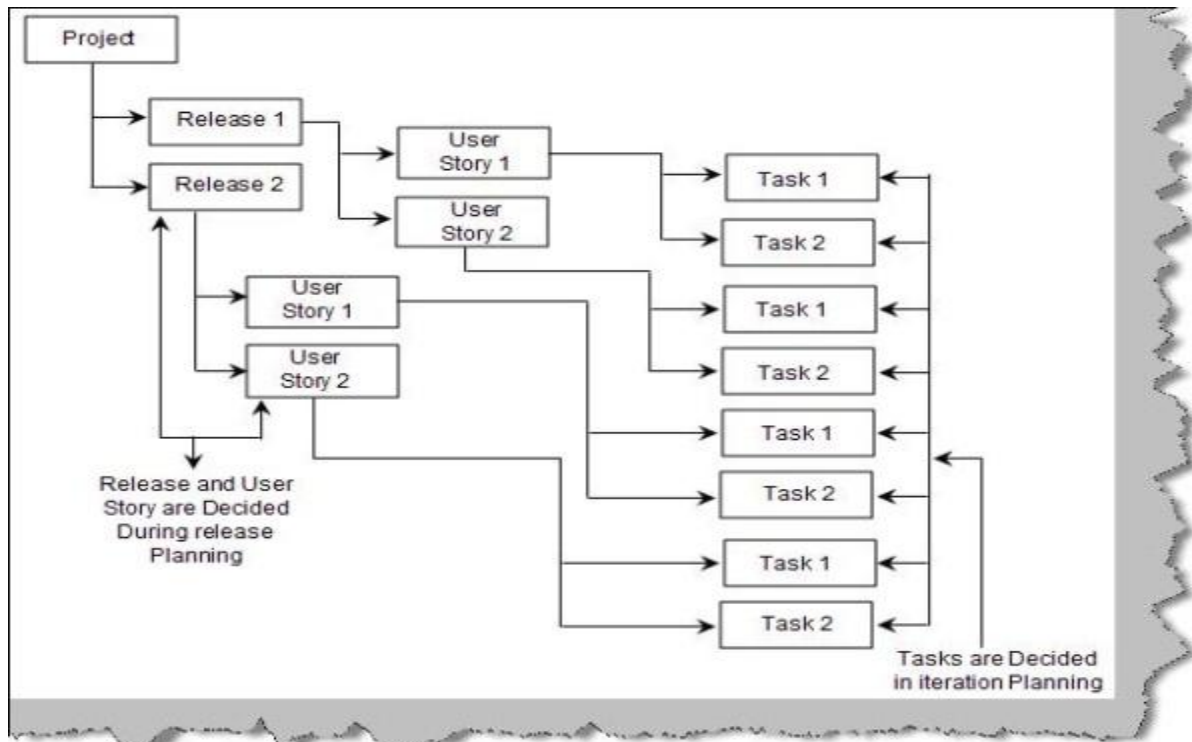 Project
Release 1
Release 2
User
Story 1
User
Story 2
User
Story 1
User
Story 2
Task 1
Task 2
Task 1
Task 2
Task 1
Task 2
Task 1
Task 2
Release and User
Story are Decided
During release
Planning
Tasks are Decided
in iteration Planning